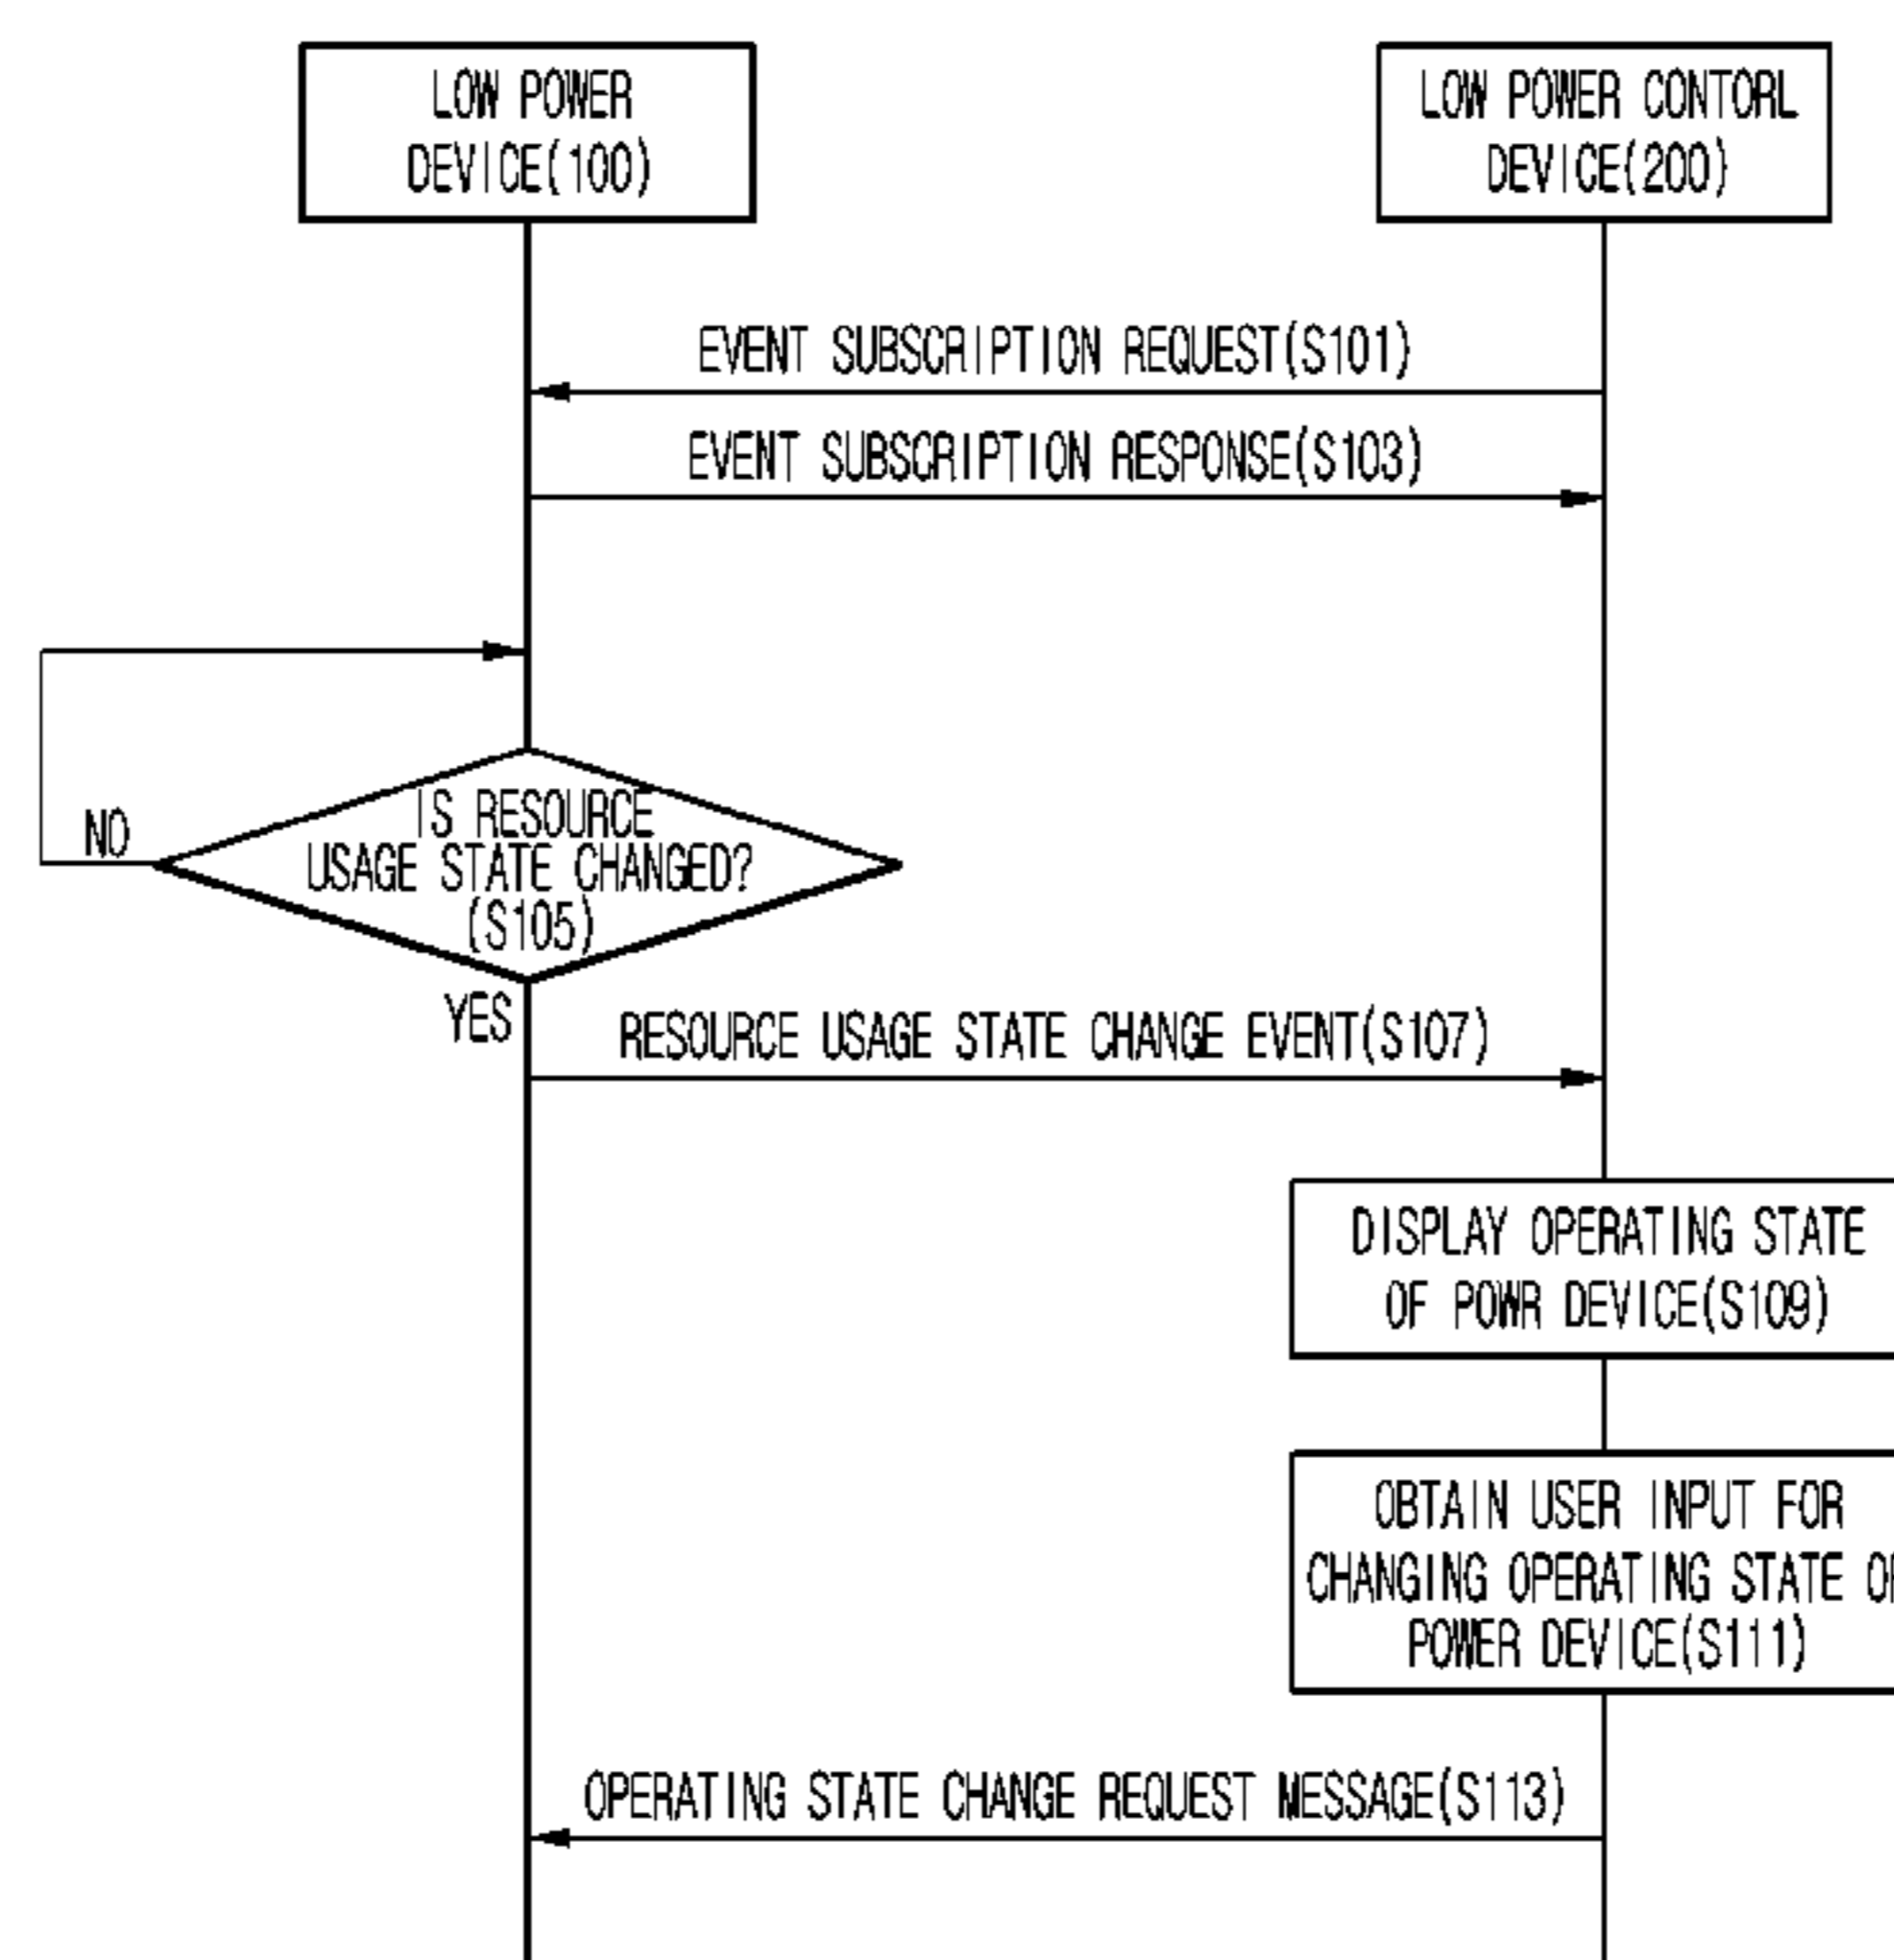 LOW POWER
DEVICE(100)
LOW POWER CONTORL
DEVICE(200)
EVENT SUBSCRIPTION REQUEST(S101)
EVENT SUBSCRIPTION RESPONSE(S103)
NO
IS RESOURCE
USAGE STATE CHANGED?
(S105)
YES
RESOURCE USAGE STATE CHANGE EVENT(S107)
DISPLAY OPERATING STATE
OF POWR DEVICE(S109)
OBTAIN USER INPUT FOR
CHANGING OPERATING STATE
POWER DEVICE(S111)
OPERATING STATE CHANGE REQUEST MESSAGE(S113)